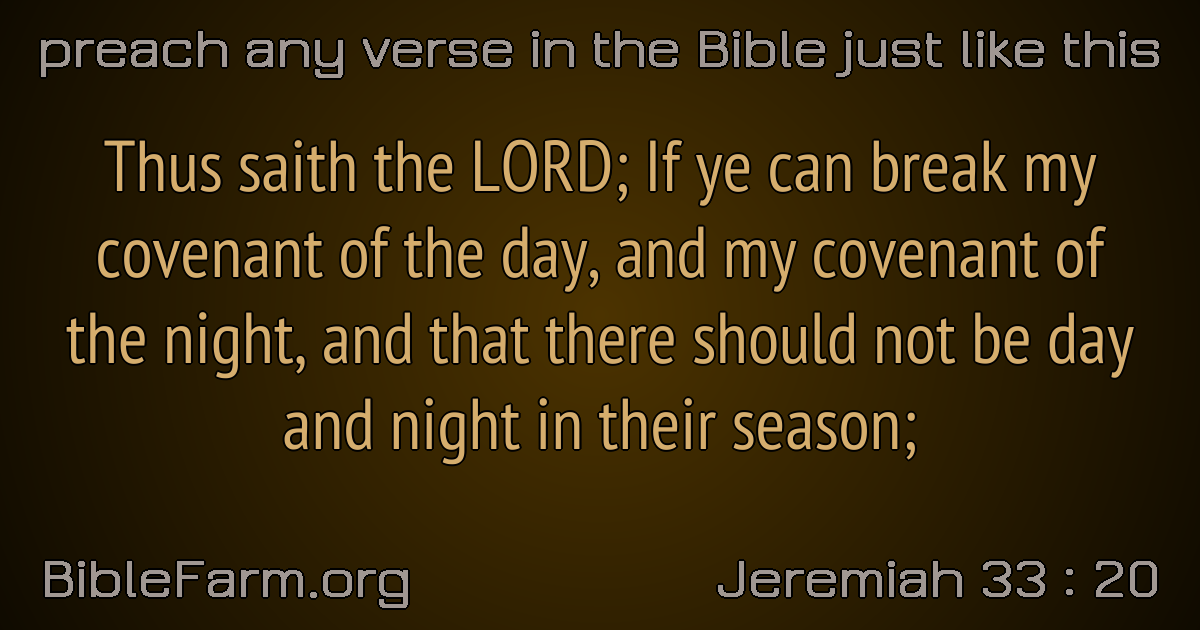 preach any verse in the Bible just like this
Thus saith the LORD; If ye can break my
covenant of the day, and my covenant of
the night, and that there should not be day
and night in their season;
BibleFarm.org
Jeremiah 33 : 20